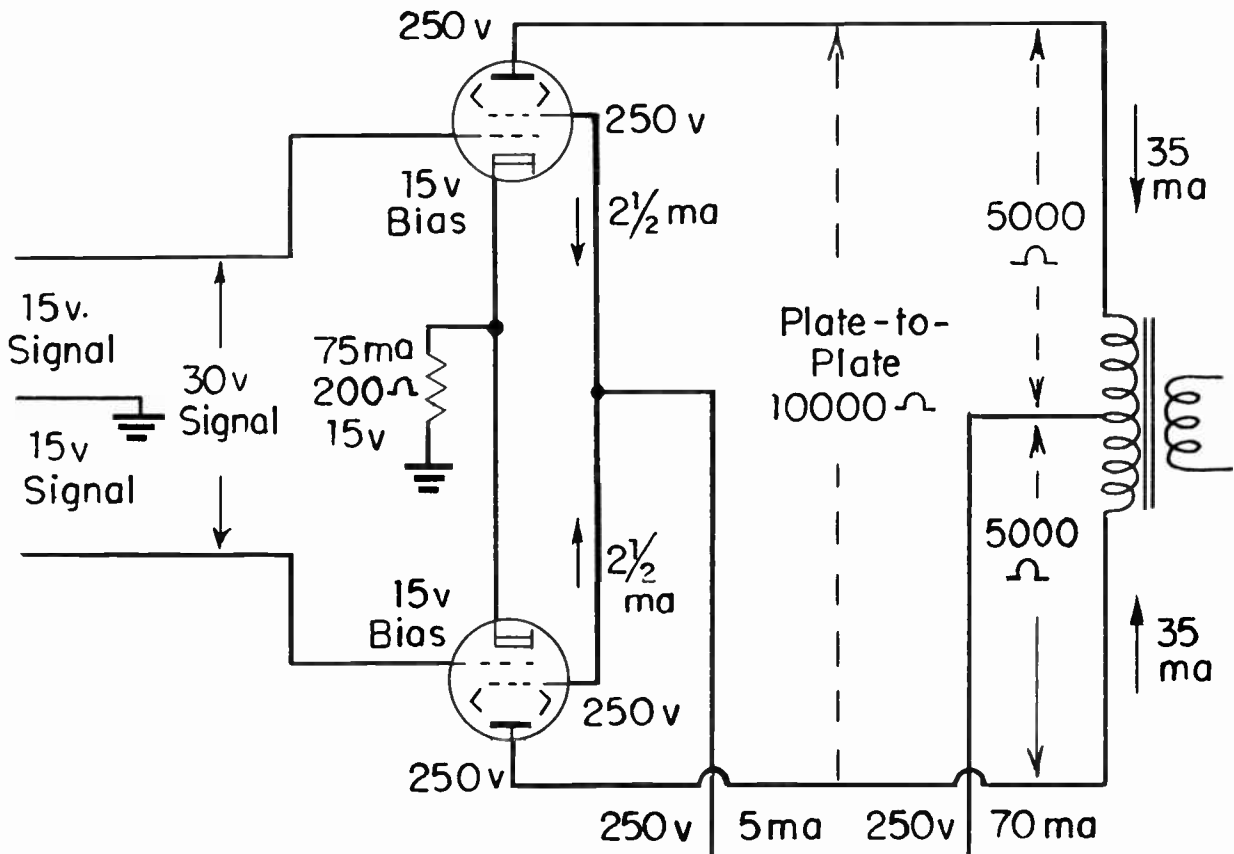 250 v
250 v
35
ma
15 v
Bias
2½ ma
5000
Ω
15 v.
Signal
30 v
Signal
75 ma
200 Ω
15 v
Plate-to-
Plate
10000 Ω
15 v
Signal
5000
Ω
2½
ma
15 v
Bias
35
ma
250 v
250 v
250 v
5 ma
250 v
70 ma